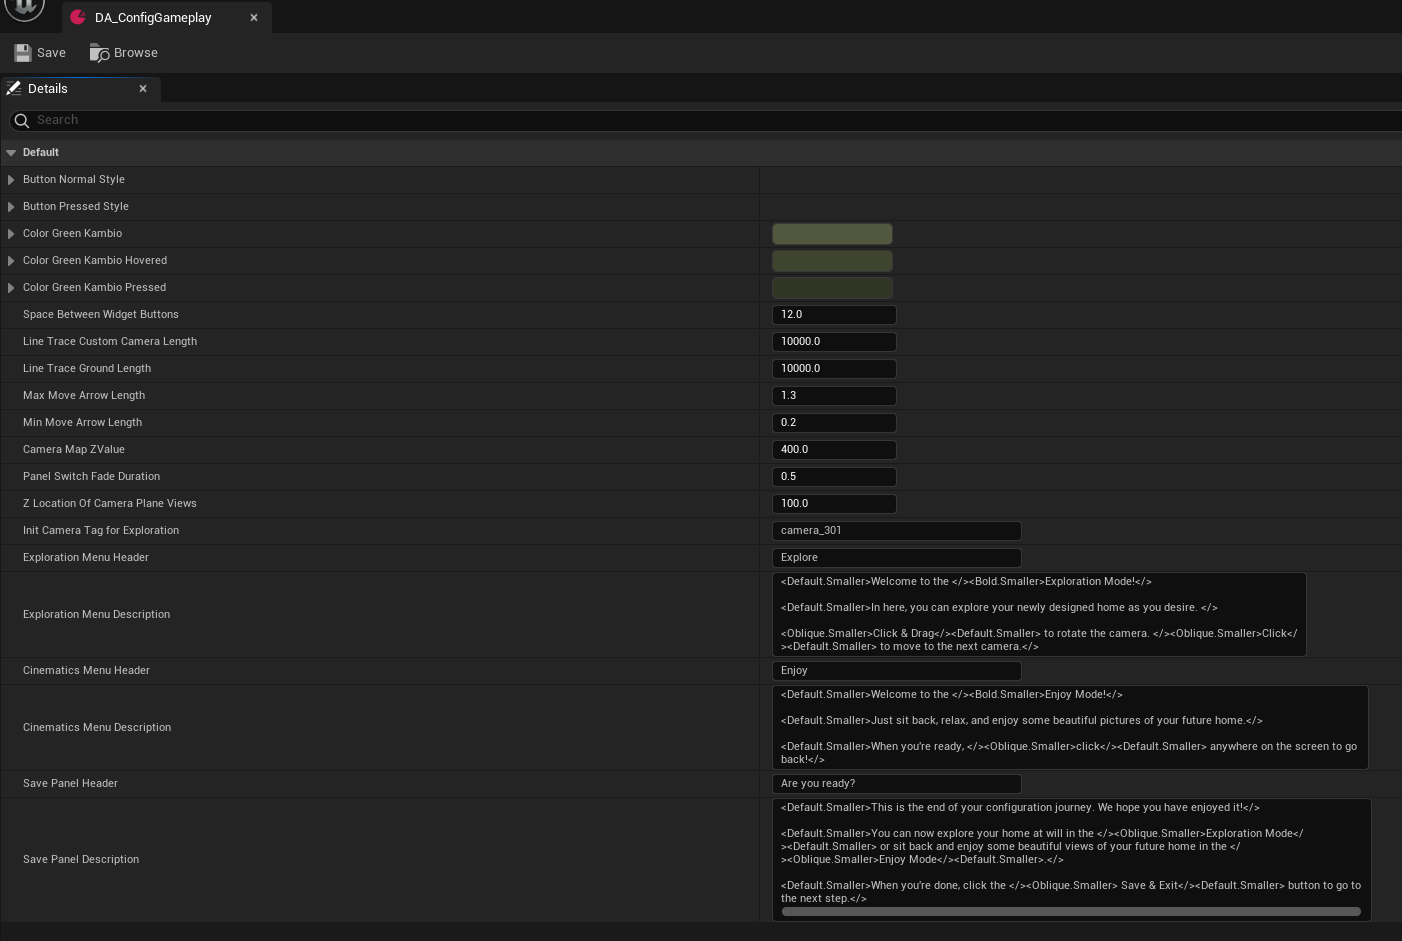 DA_ConfigGameplay
Save
Browse
Details
Search
Default
Button Normal Style
Button Pressed Style
Color Green Kambio
Color Green Kambio Hovered
Color Green Kambio Pressed
Space Between Widget Buttons
12.0
Line Trace Custom Camera Length
10000.0
Line Trace Ground Length
10000.0
Max Move Arrow Length
1.3
Min Move Arrow Length
0.2
Camera Map ZValue
400.0
Panel Switch Fade Duration
0.5
Z Location Of Camera Plane Views
100.0
Init Camera Tag for Exploration
camera_301
Exploration Menu Header
Explore
Exploration Menu Description
<Default.Smaller>Welcome to the </><Bold.Smaller>Exploration Mode!</>
<Default.Smaller>In here, you can explore your newly designed home as you desire. </>
<Oblique.Smaller>Click & Drag</><Default.Smaller> to rotate the camera. </><Oblique.Smaller>Click</
><Default.Smaller> to move to the next camera.</>
Cinematics Menu Header
Enjoy
Cinematics Menu Description
<Default.Smaller>Welcome to the </><Bold.Smaller>Enjoy Mode!</>
<Default.Smaller>Just sit back, relax, and enjoy some beautiful pictures of your future home.</>
<Default.Smaller>When you're ready, </><Oblique.Smaller>click</><Default.Smaller> anywhere on the screen to go
back!</>
Save Panel Header
Are you ready?
Save Panel Description
<Default.Smaller>This is the end of your configuration journey. We hope you have enjoyed it!</>
<Default.Smaller>You can now explore your home at will in the </><Oblique.Smaller>Exploration Mode</
><Default.Smaller> or sit back and enjoy some beautiful views of your future home in the </
><Oblique.Smaller>Enjoy Mode</><Default.Smaller>.</>
<Default.Smaller>When you're done, click the </><Oblique.Smaller> Save & Exit</><Default.Smaller> button to go to
the next step.</>